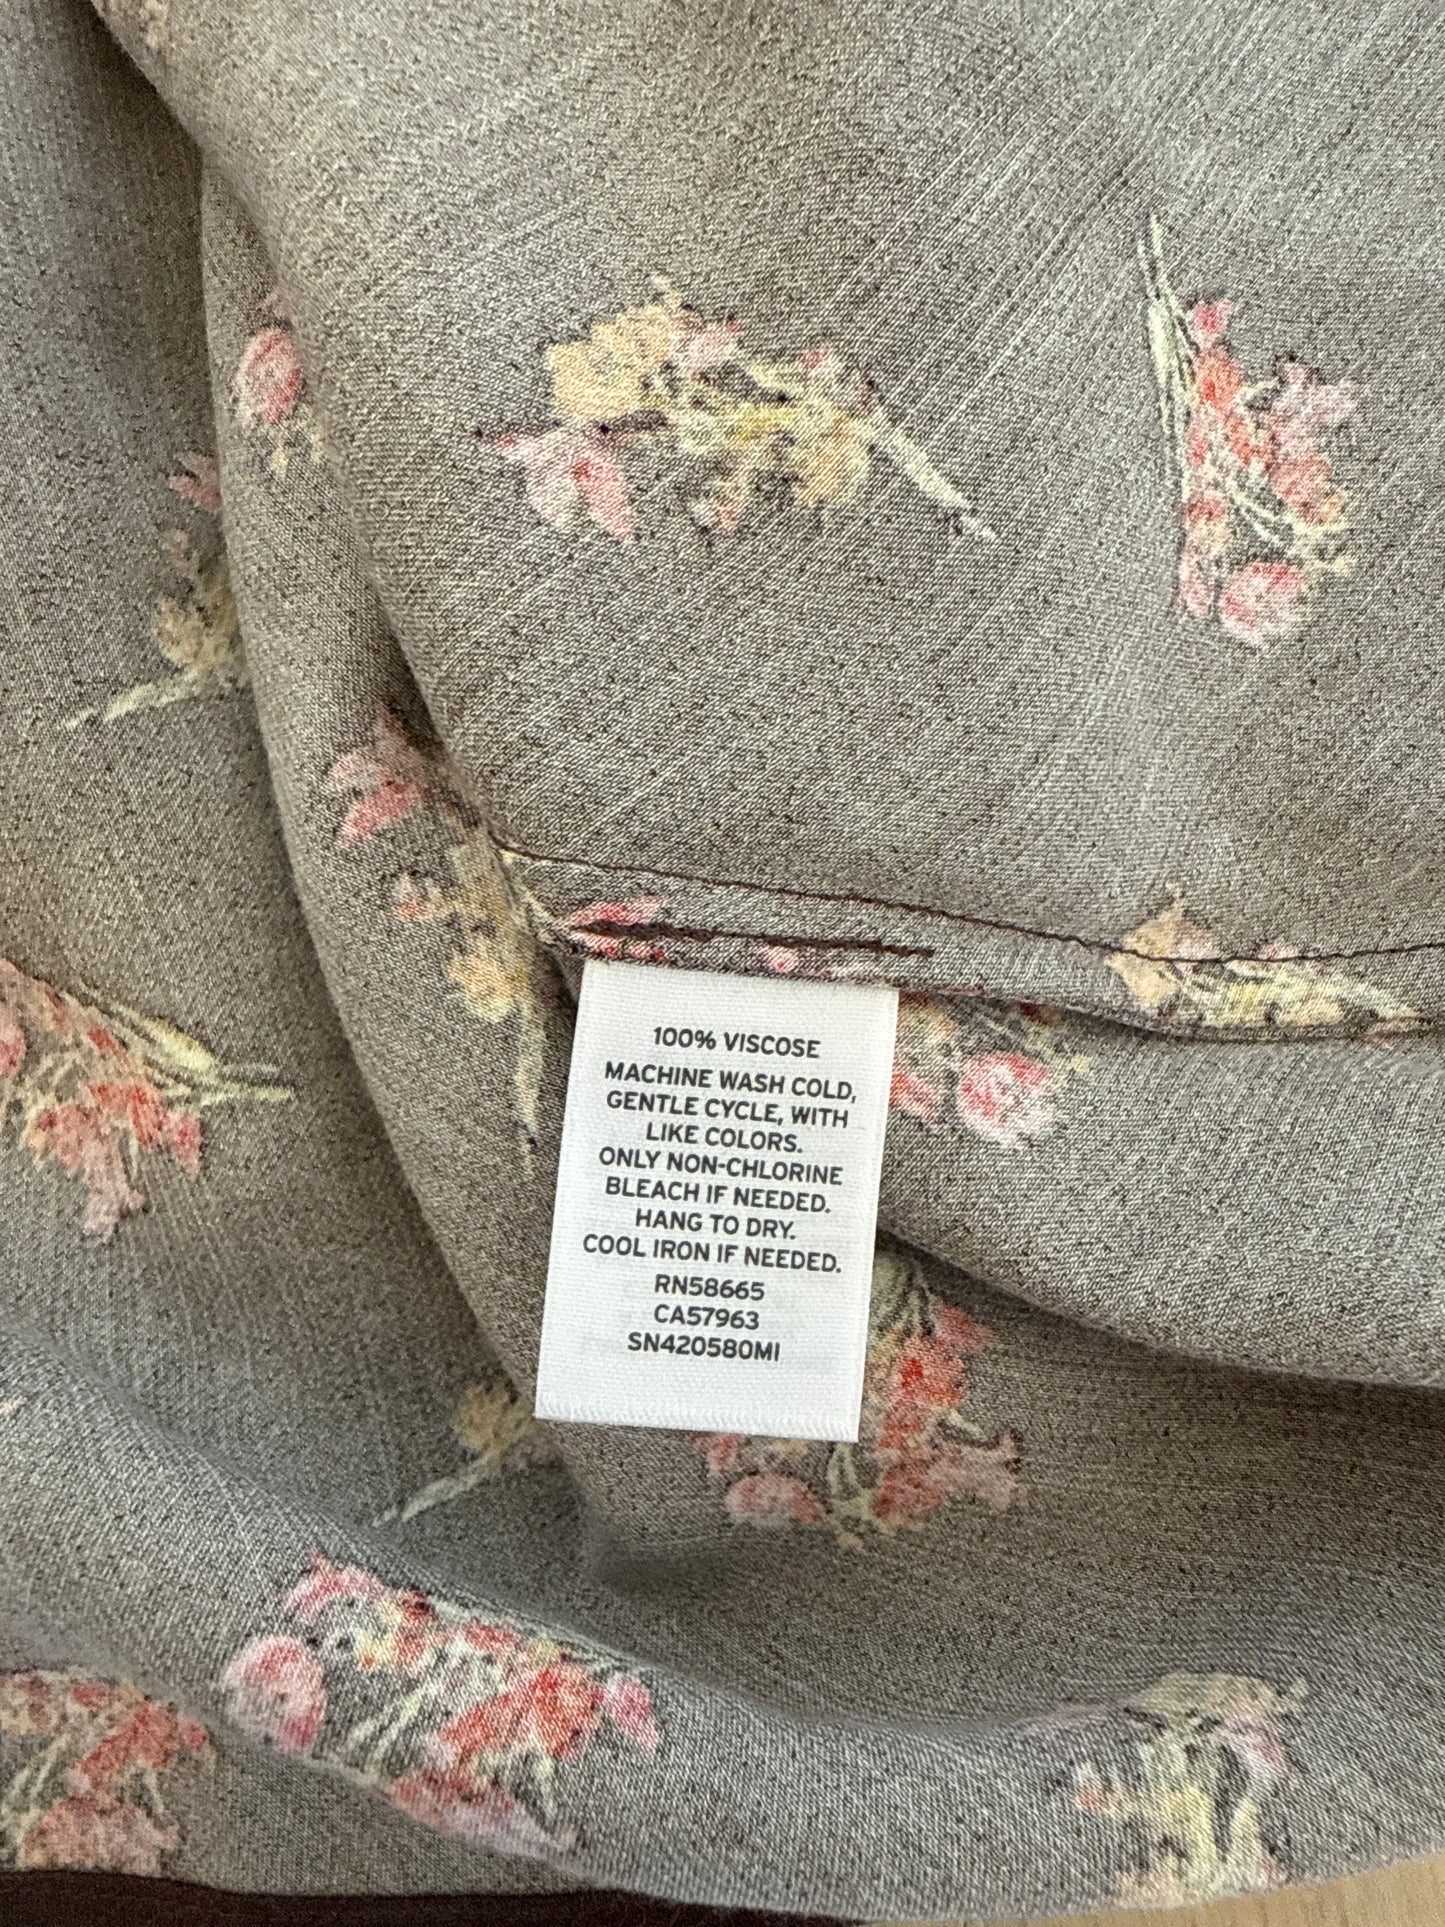 100% VISCOSE
MACHINE WASH COLD,
GENTLE CYCLE, WITH
LIKE COLORS.
ONLY NON-CHLORINE
BLEACH IF NEEDED.
HANG TO DRY.
COOL IRON IF NEEDED.
RN58665
CA57963
SN420580MI